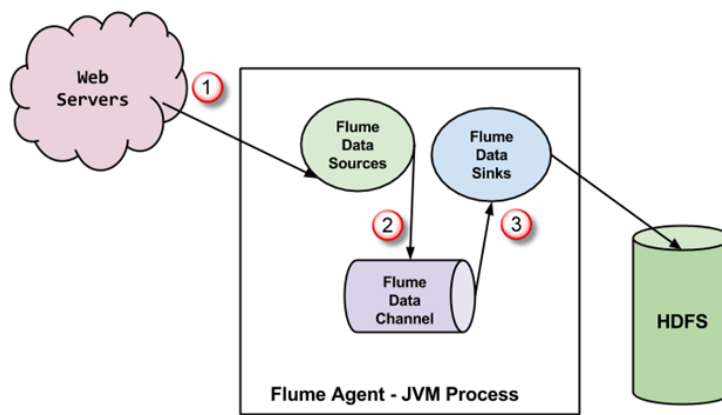 Web
Servers
1
Flume
Data
Sources
Flume
Data
Sinks
2
3
Flume
Data
Channel
HDFS
Flume Agent - JVM Process